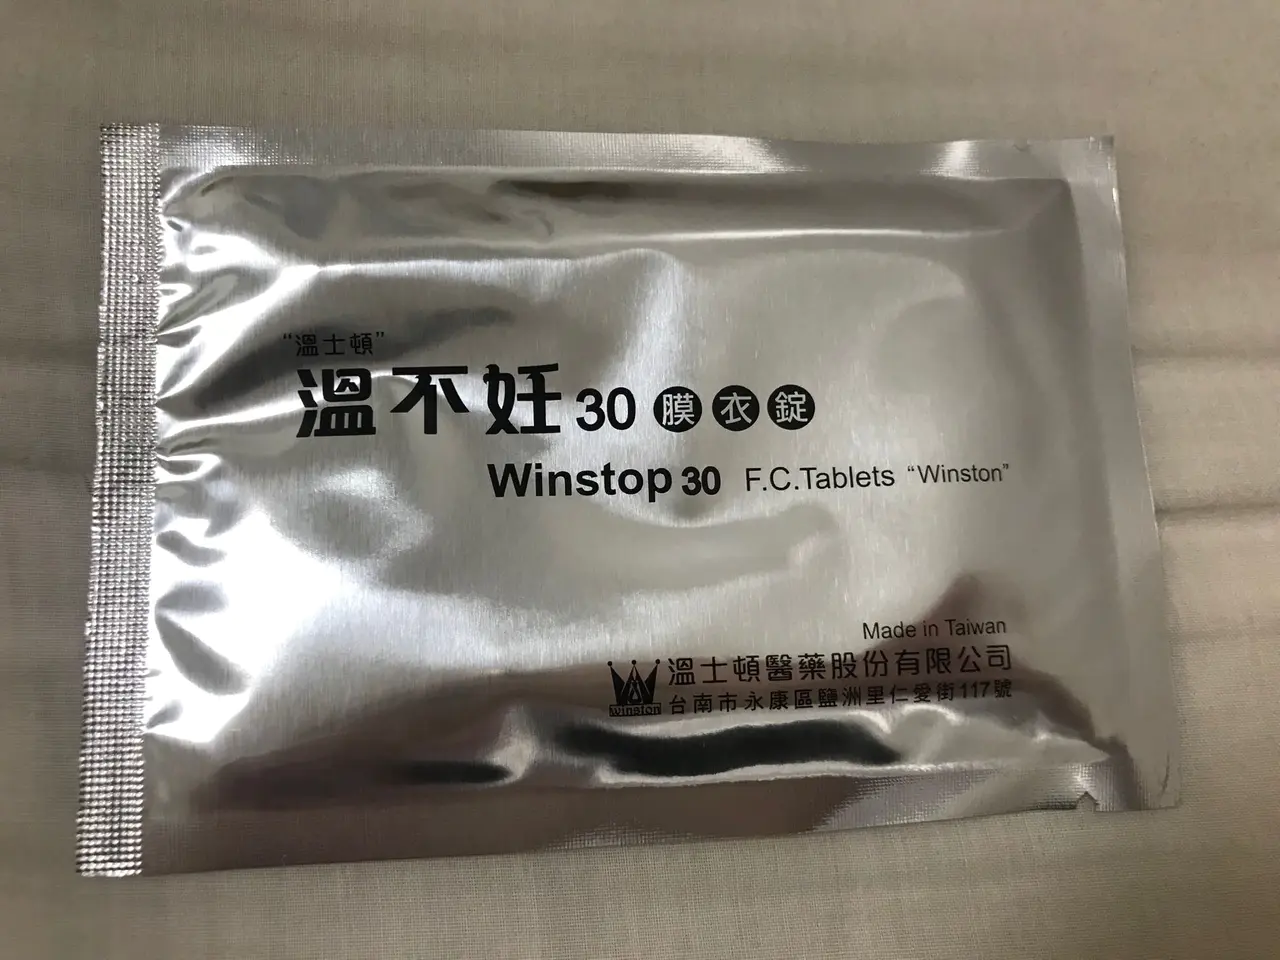 “溫士頓”
溫不妊30膜衣錠
Winstop 30 F.C.Tablets “Winston”
Made in Taiwan
溫士頓醫藥股份有限公司
winston
台南市永康區鹽洲里仁愛街117號